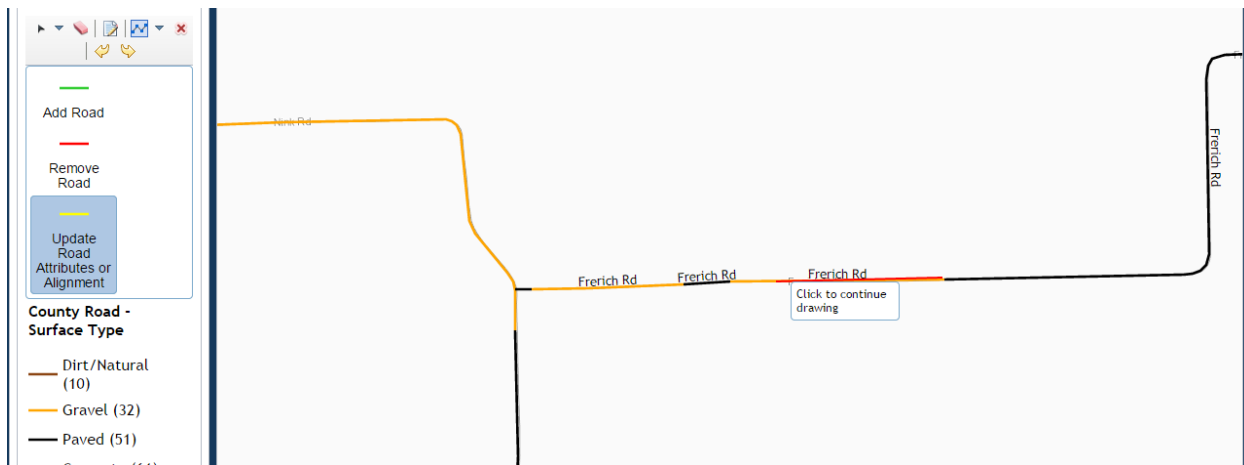 Add Road
Remove
Road
Update
Road
Attributes or
Alignment
County Road -
Surface Type
Dirt/Natural
(10)
Gravel (32)
Paved (51)
Nink Rd
Frerich Rd
Frerich Rd
Frerich Rd
Frerich Rd
Click to continue
drawing